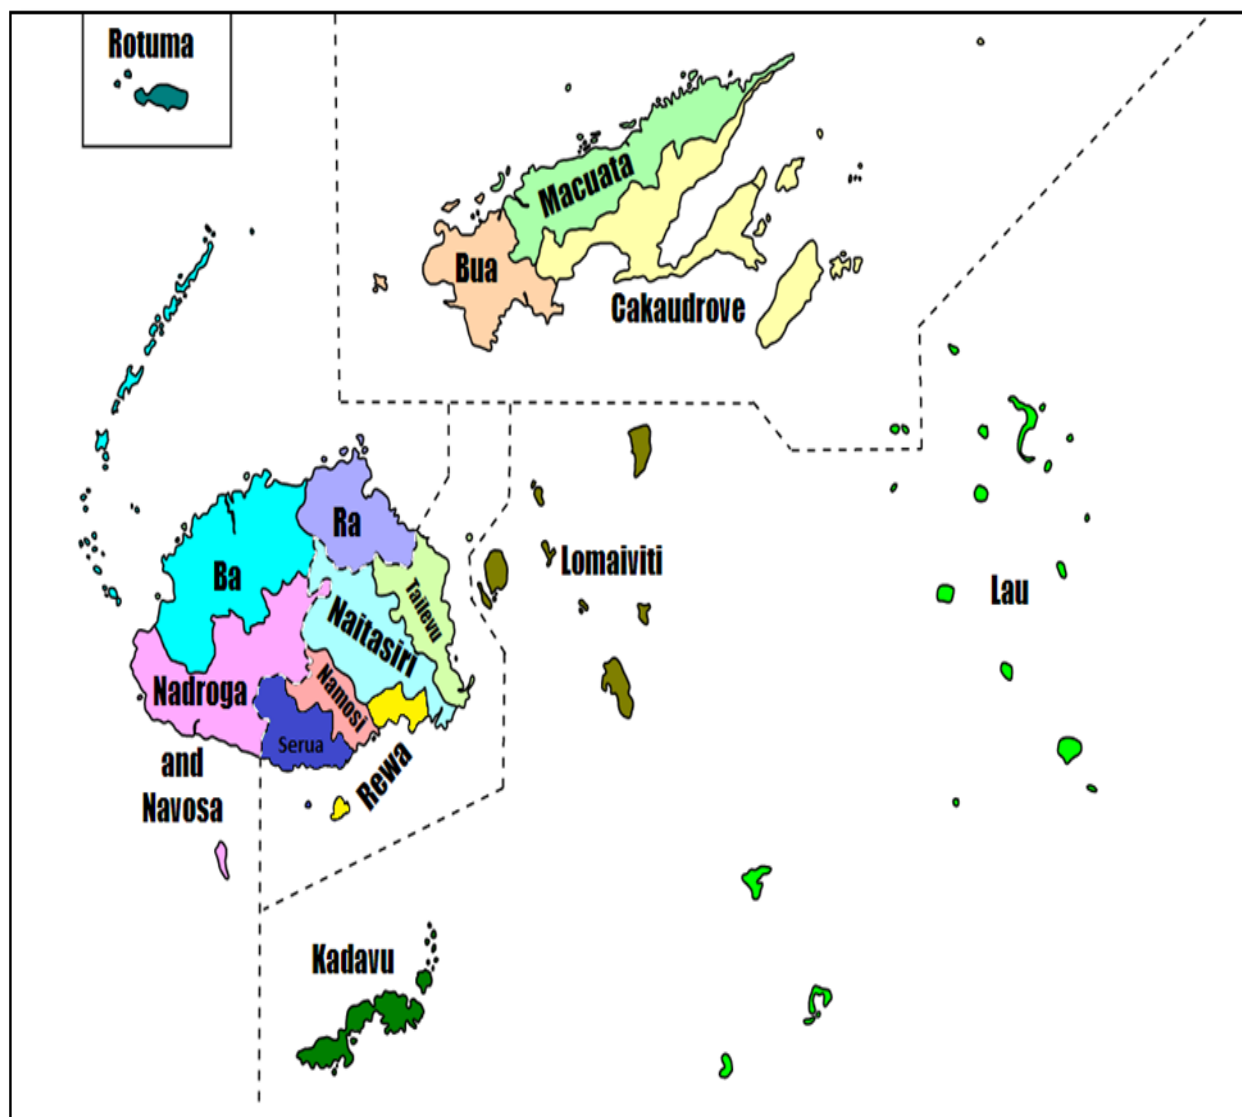 Rotuma
Macuata
Bua
Cakaudrove
Ra
Ba
Lomaiviti
Tailevu
Lau
Naitasiri
Nadroga
and
Navosa
Namosi
Serua
Rewa
Kadavu